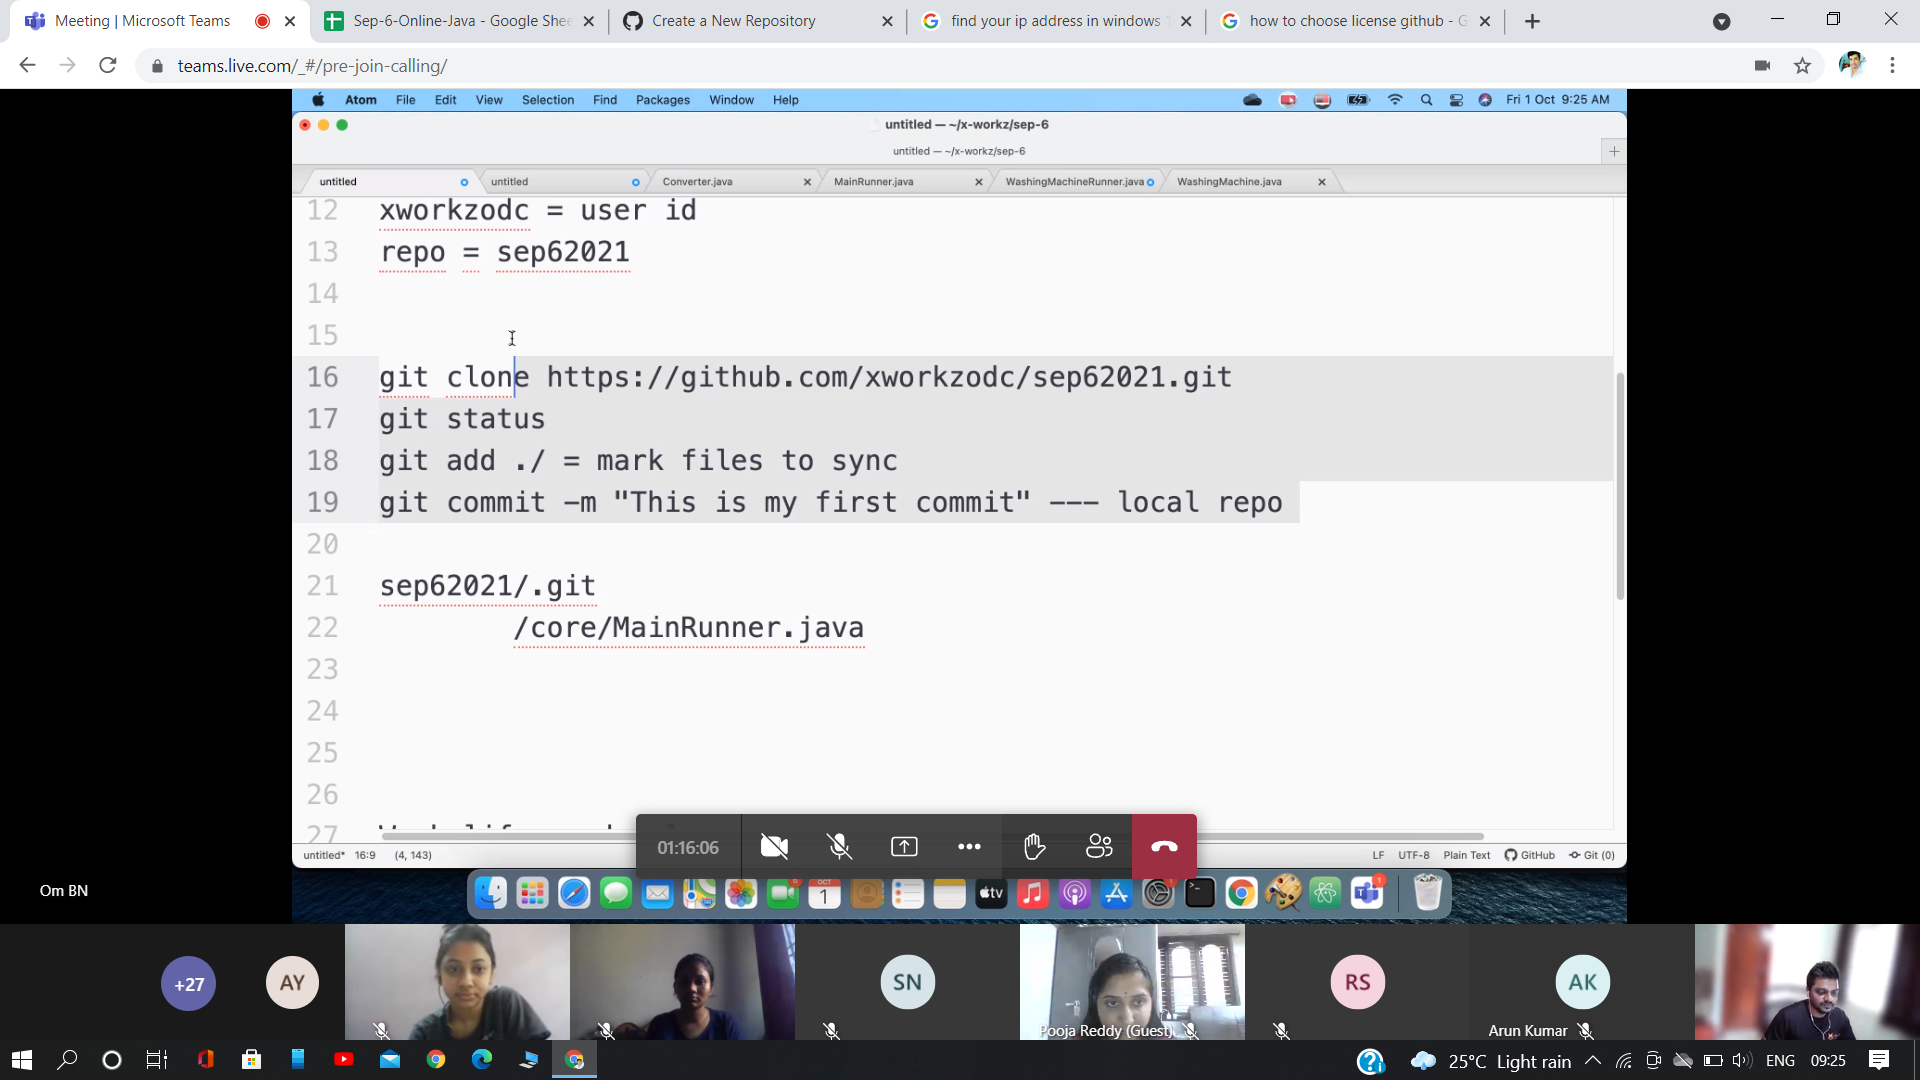 Meeting | Microsoft Teams
Sep-6-Online-Java - Google Shee
Create a New Repository
find your ip address in windows
how to choose license github - G
teams.live.com/_#/pre-join-calling/
Atom File Edit View Selection Find Packages Window Help
Fri 1 Oct 9:25 AM
untitled — ~/x-workz/sep-6
untitled — ~/x-workz/sep-6
untitled
untitled
Converter.java
MainRunner.java
WashingMachineRunner.java
WashingMachine.java
12 xworkzodc = user id
13 repo = sep62021
14
15
16 git clone https://github.com/xworkzodc/sep62021.git
17 git status
18 git add ./ = mark files to sync
19 git commit -m "This is my first commit" --- local repo
20
21 sep62021/.git
22 /core/MainRunner.java
23
24
25
26
27
01:16:06
untitled* 16:9 (4, 143)
LF UTF-8 Plain Text GitHub Git (0)
Om BN
OCT
1
tv
1
1
+27
AY
SN
Pooja Reddy (Guest)
RS
AK
Arun Kumar
25°C Light rain
ENG
09:25